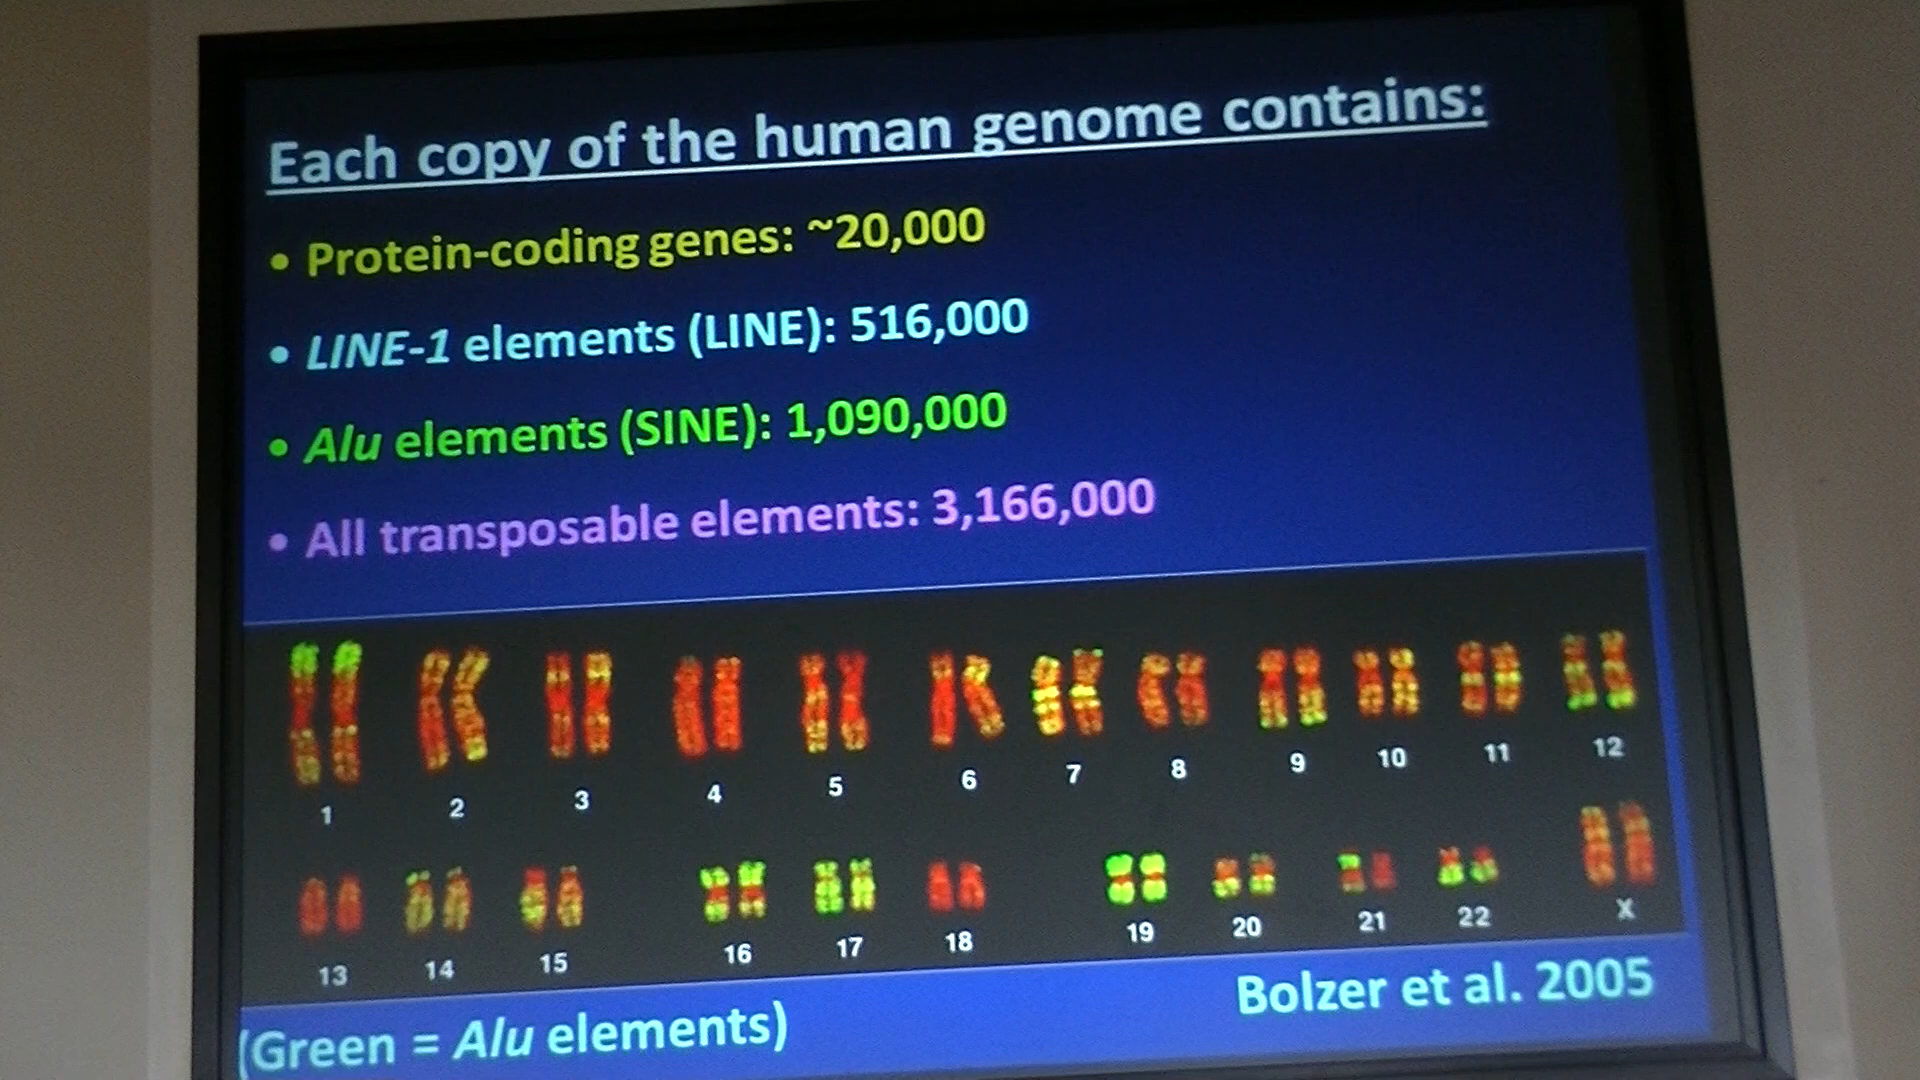 Each copy of the human genome contains:
• Protein-coding genes: ~20,000
• LINE-1 elements (LINE): 516,000
• Alu elements (SINE): 1,090,000
• All transposable elements: 3,166,000
1 2 3 4 5 6 7 8 9 10 11 12
13 14 15 16 17 18 19 20 21 22 X
(Green = Alu elements)
Bolzer et al. 2005